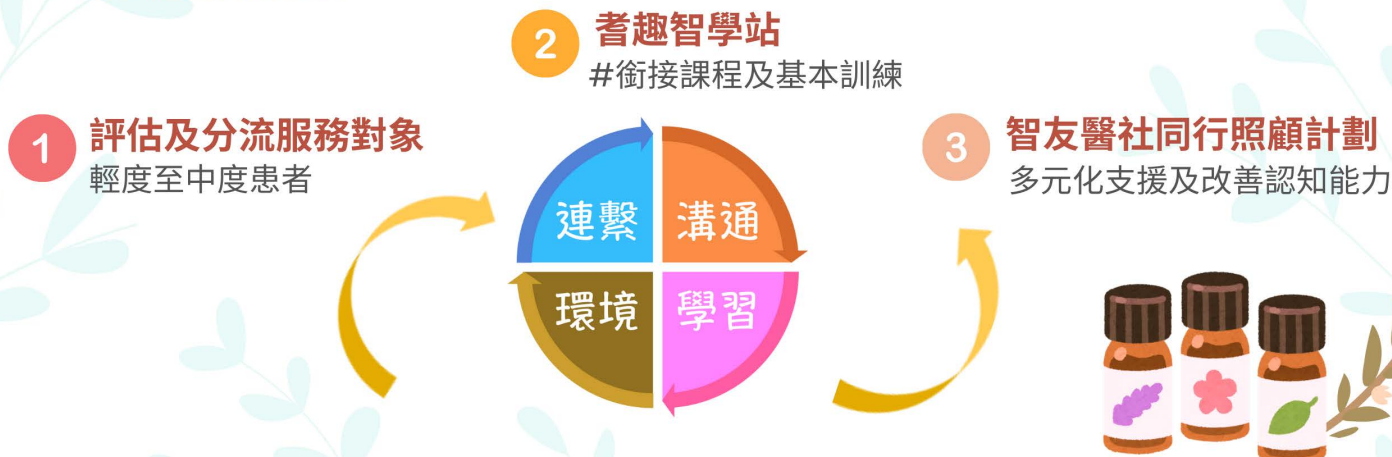 1
評估及分流服務對象
輕度至中度患者
2
耆趣智學站
#銜接課程及基本訓練
連繫
溝通
環境
學習
3
智友醫社同行照顧計劃
多元化支援及改善認知能力